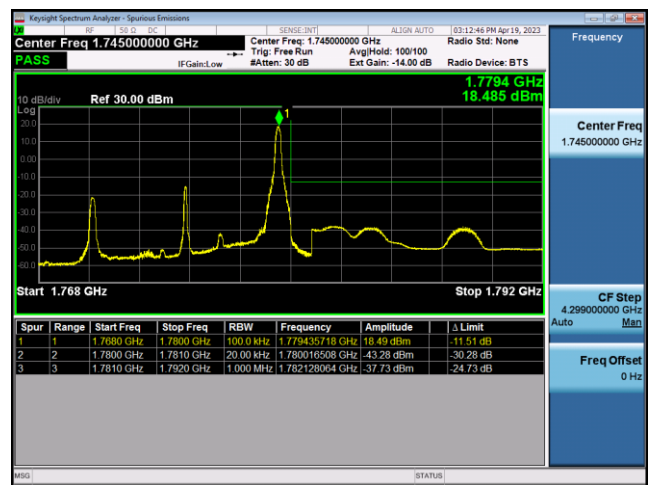 Keysight Spectrum Analyzer - Spurious Emissions
RF 50 Ω DC SENSE:INT ALIGN AUTO 03:12:46 PM Apr 19, 2023
Center Freq 1.745000000 GHz
Center Freq: 1.745000000 GHz
Radio Std: None
Trig: Free Run Avg|Hold: 100/100
PASS
IFGain:Low
#Atten: 30 dB Ext Gain: -14.00 dB Radio Device: BTS
Frequency
1.7794 GHz
18.485 dBm
10 dB/div Ref 30.00 dBm
Log
1
20.0
10.0
0.00
-10.0
-20.0
-30.0
-40.0
-50.0
-60.0
Start 1.768 GHz Stop 1.792 GHz
Center Freq
1.745000000 GHz
CF Step
4.299000000 GHz
Auto Man
Freq Offset
0 Hz
Spur Range Start Freq Stop Freq RBW Frequency Amplitude Δ Limit
1 1 1.7680 GHz 1.7800 GHz 100.0 kHz 1.779435718 GHz 18.49 dBm -11.51 dB
2 2 1.7800 GHz 1.7810 GHz 20.00 kHz 1.780016508 GHz -43.28 dBm -30.28 dB
3 3 1.7810 GHz 1.7920 GHz 1.000 MHz 1.782128064 GHz -37.73 dBm -24.73 dB
MSG STATUS